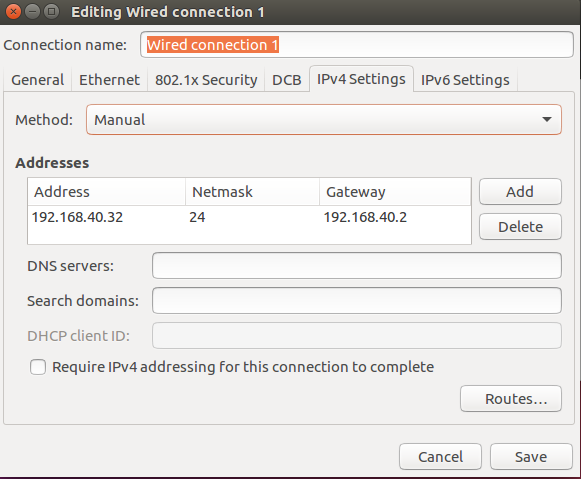 Editing Wired connection 1
Connection name: Wired connection 1
General Ethernet 802.1x Security DCB IPv4 Settings IPv6 Settings
Method: Manual
Addresses
Address Netmask Gateway Add
192.168.40.32 24 192.168.40.2
Delete
DNS servers:
Search domains:
DHCP client ID:
Require IPv4 addressing for this connection to complete
Routes…
Cancel Save